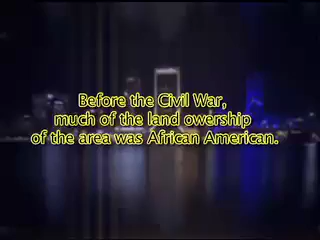 Before the Civil War,
much of the land owership
of the area was African American.